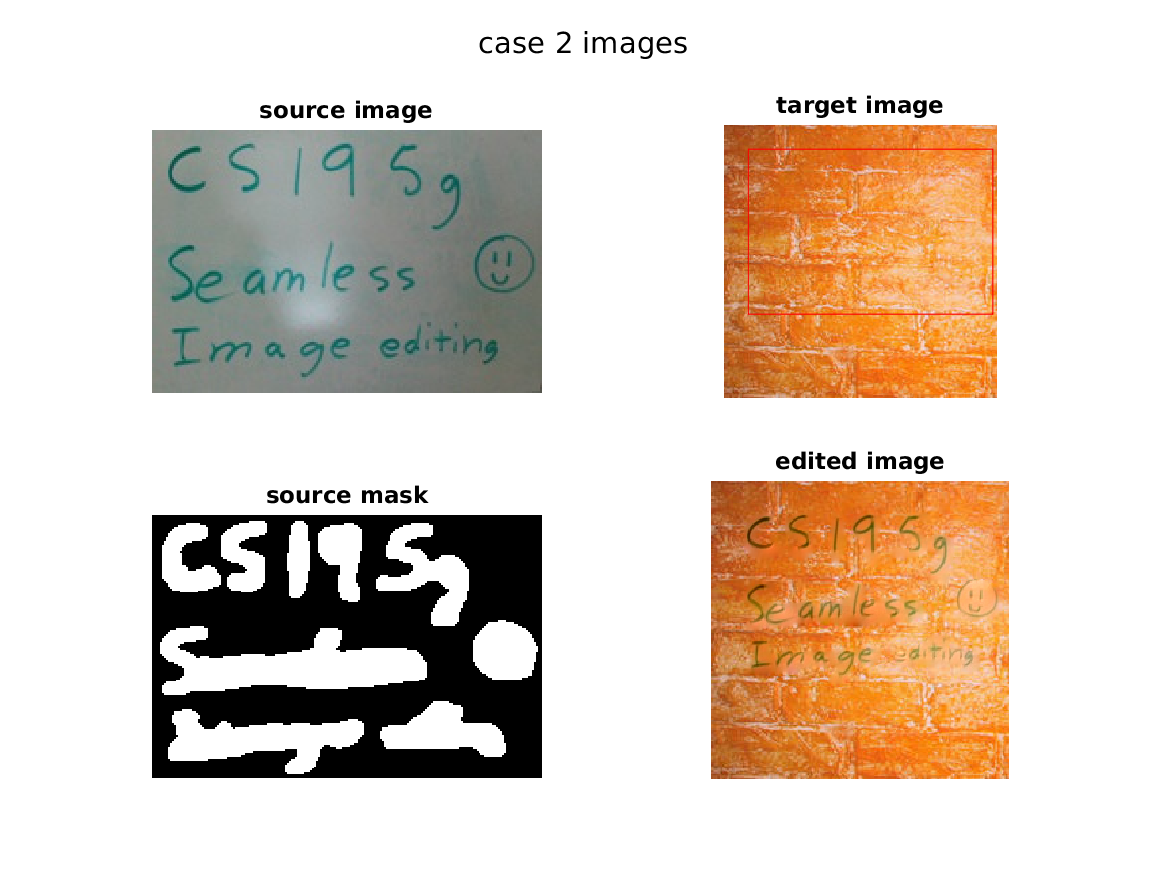 case 2 images
source image
CS195g
Seamless
Image editing
target image
source mask
CS195g
edited image
CS195g
Seamless
Image editing